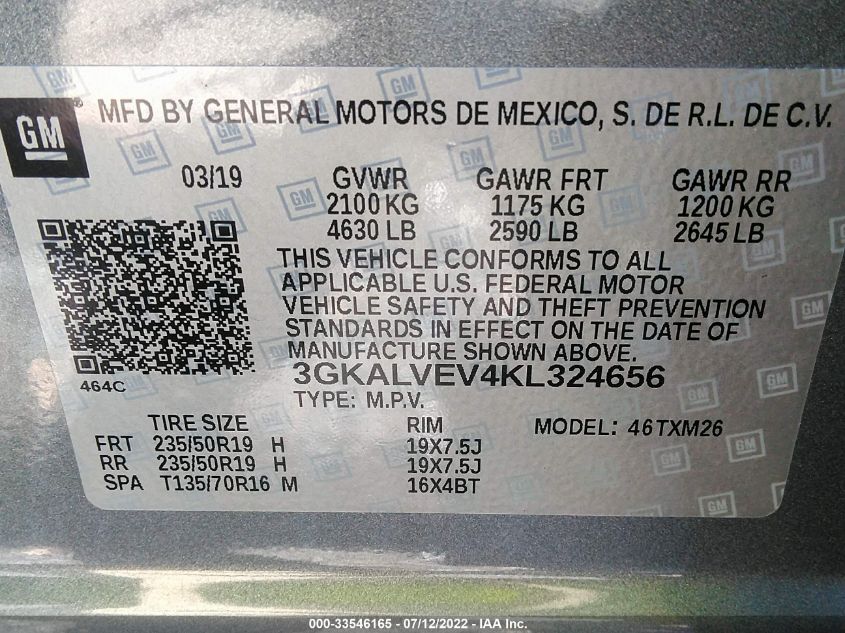 GM
® MFD BY GENERAL MOTORS DE MEXICO, S. DE R.L. DE C.V.
03/19 GVWR GAWR FRT GAWR RR
2100 KG 1175 KG 1200 KG
4630 LB 2590 LB 2645 LB
THIS VEHICLE CONFORMS TO ALL
APPLICABLE U.S. FEDERAL MOTOR
VEHICLE SAFETY AND THEFT PREVENTION
STANDARDS IN EFFECT ON THE DATE OF
MANUFACTURE SHOWN ABOVE.
464C
3GKALVEV4KL324656
TYPE: M.P.V.
TIRE SIZE RIM MODEL: 46TXM26
FRT 235/50R19 H 19X7.5J
RR 235/50R19 H 19X7.5J
SPA T135/70R16 M 16X4BT
000-33546165 - 07/12/2022 - IAA Inc.